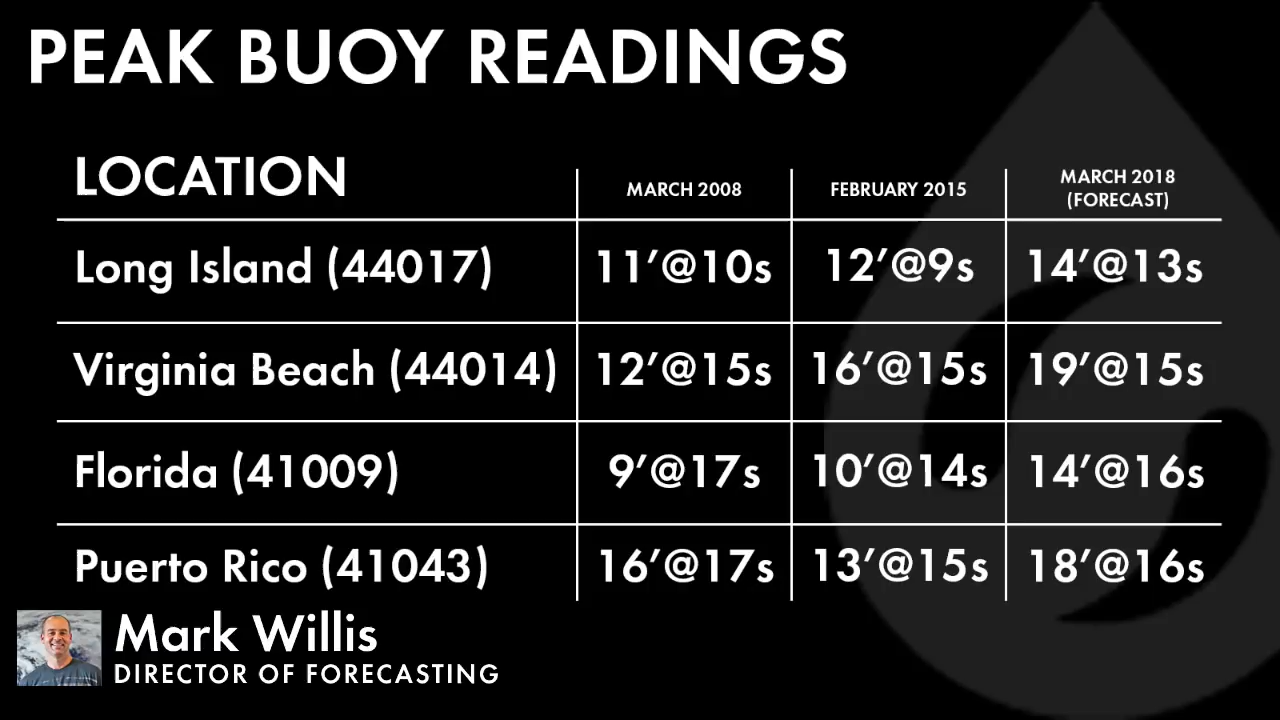 PEAK BUOY READINGS
LOCATION MARCH 2008 FEBRUARY 2015 MARCH 2018 (FORECAST)
Long Island (44017) 11’@10s 12’@9s 14’@13s
Virginia Beach (44014) 12’@15s 16’@15s 19’@15s
Florida (41009) 9’@17s 10’@14s 14’@16s
Puerto Rico (41043) 16’@17s 13’@15s 18’@16s
Mark Willis
DIRECTOR OF FORECASTING